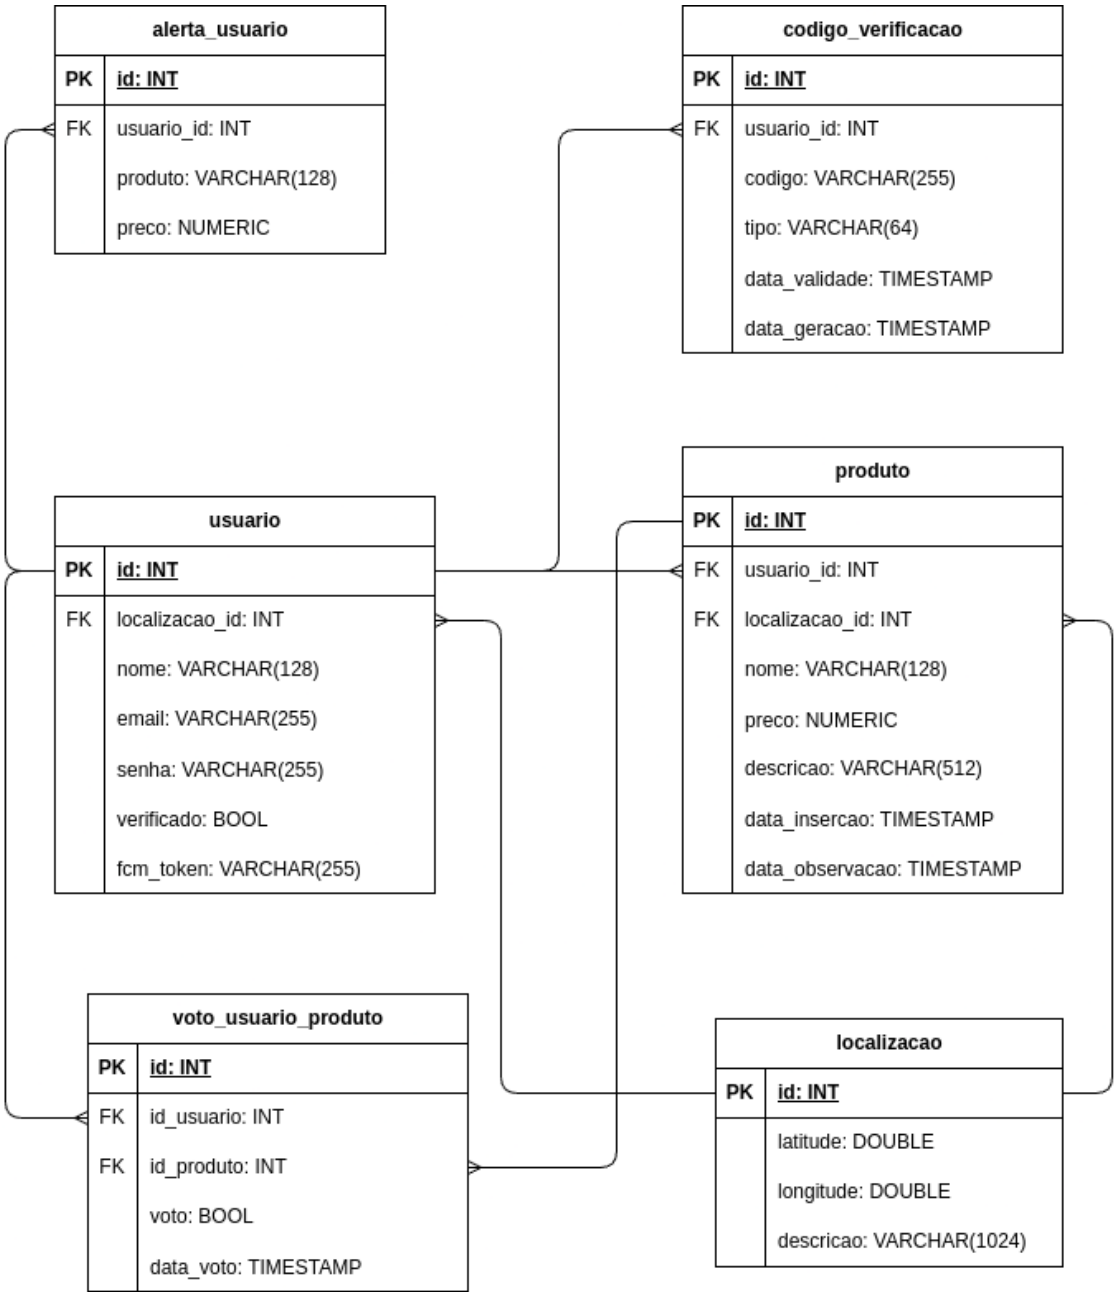 alerta_usuario
PK id: INT
FK usuario_id: INT
produto: VARCHAR(128)
preco: NUMERIC
codigo_verificacao
PK id: INT
FK usuario_id: INT
codigo: VARCHAR(255)
tipo: VARCHAR(64)
data_validade: TIMESTAMP
data_geracao: TIMESTAMP
usuario
PK id: INT
FK localizacao_id: INT
nome: VARCHAR(128)
email: VARCHAR(255)
senha: VARCHAR(255)
verificado: BOOL
fcm_token: VARCHAR(255)
produto
PK id: INT
FK usuario_id: INT
FK localizacao_id: INT
nome: VARCHAR(128)
preco: NUMERIC
descricao: VARCHAR(512)
data_insercao: TIMESTAMP
data_observacao: TIMESTAMP
voto_usuario_produto
PK id: INT
FK id_usuario: INT
FK id_produto: INT
voto: BOOL
data_voto: TIMESTAMP
localizacao
PK id: INT
latitude: DOUBLE
longitude: DOUBLE
descricao: VARCHAR(1024)